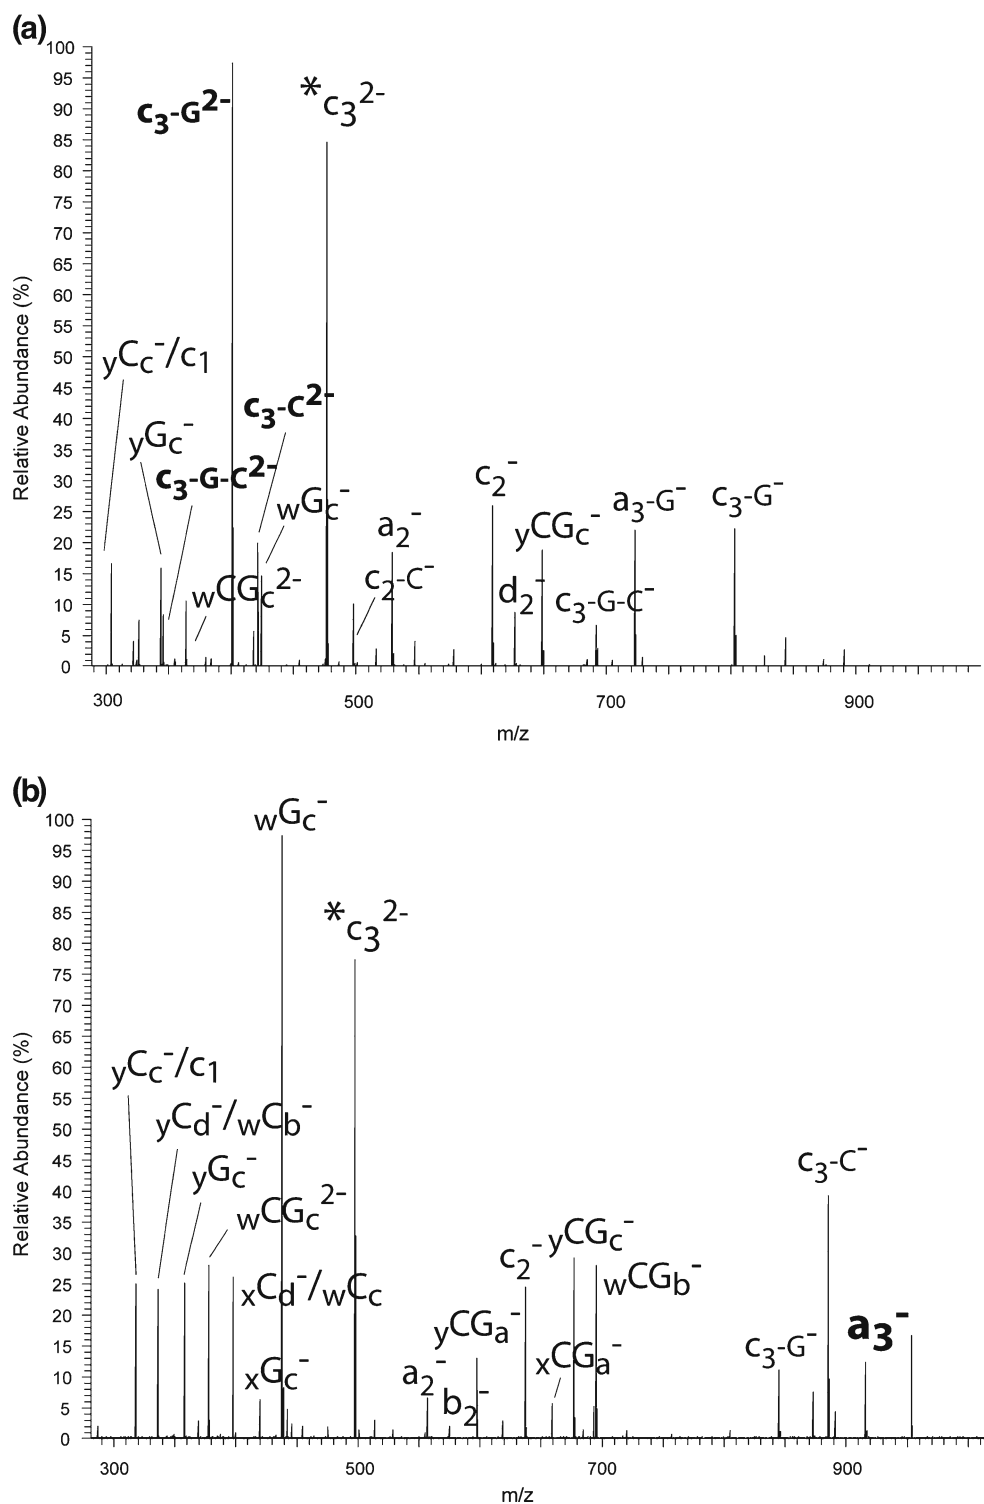 (a)
100
95
90
85
80
75
70
65
60
55
50
45
40
35
30
25
20
15
10
5
0
Relative Abundance (%)
c3-G2-
*c3 2-
yCc-/c1
yGc-
c3-G-C2-
c3-C2-
wGc-
wCGc2-
a2-
c2-C-
c2-
yCGc-
d2-
c3-G-C-
a3-G-
c3-G-
300
500
700
900
m/z
(b)
100
95
90
85
80
75
70
65
60
55
50
45
40
35
30
25
20
15
10
5
0
Relative Abundance (%)
wGc-
*c3 2-
yCc-/c1
yCd-/wCb-
yGc-
wCGc2-
xCd-/wCc
xGc-
a2-
b2-
yCGa-
c2-
yCGc-
wCGb-
xCGa-
c3-C-
c3-G-
a3-
300
500
700
900
m/z